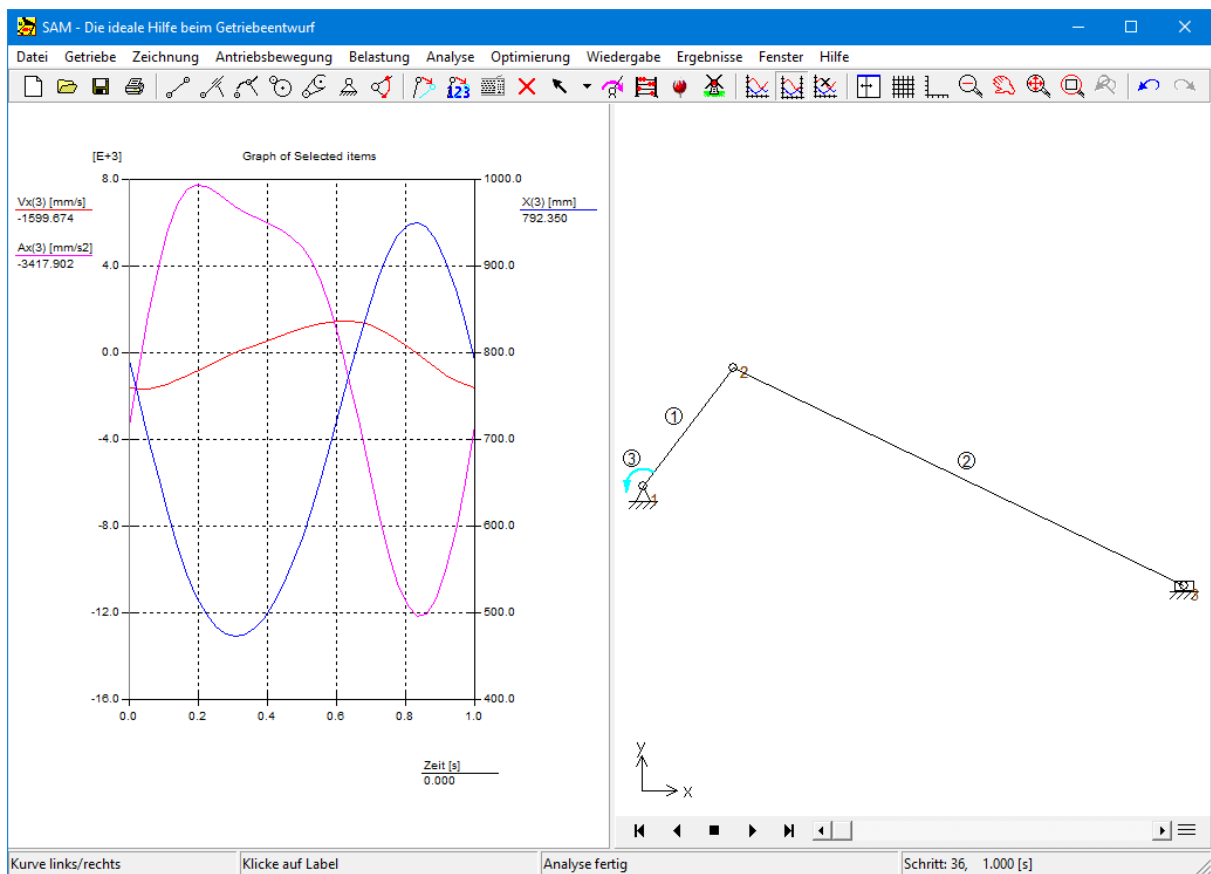 SAM - Die ideale Hilfe beim Getriebeentwurf
Datei Getriebe Zeichnung Antriebsbewegung Belastung Analyse Optimierung Wiedergabe Ergebnisse Fenster Hilfe
123
[E+3] Graph of Selected items
8.0 1000.0
Vx(3) [mm/s] X(3) [mm]
-1599.674 792.350
Ax(3) [mm/s2]
-3417.902 4.0 900.0
0.0 800.0
-4.0 700.0
-8.0 600.0
-12.0 500.0
-16.0 400.0
0.0 0.2 0.4 0.6 0.8 1.0
Zeit [s]
0.000
2
1
2
3
1
3
y
x
Kurve links/rechts Klicke auf Label Analyse fertig Schritt: 36, 1.000 [s]